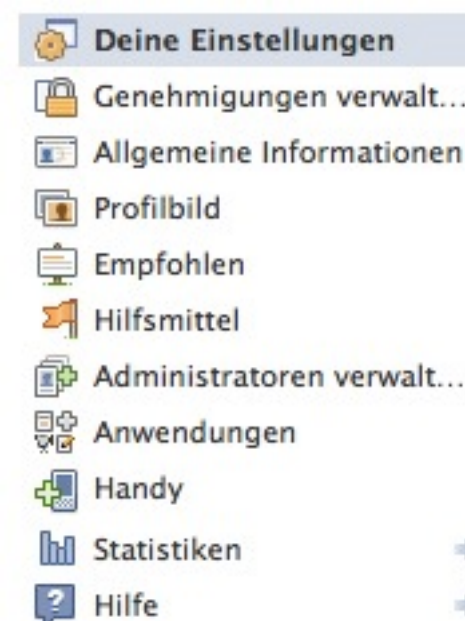 Deine Einstellungen
Genehmigungen verwalt...
Allgemeine Informationen
Profilbild
Empfohlen
Hilfsmittel
Administratoren verwalt...
Anwendungen
Handy
Statistiken
? Hilfe